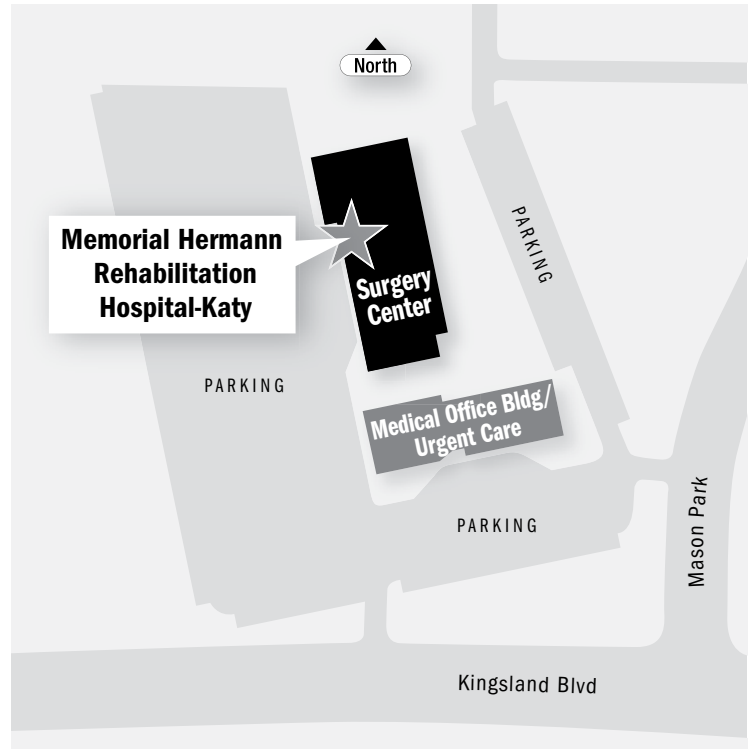 North
Memorial Hermann
Rehabilitation
Hospital-Katy
PARKING
Surgery
Center
PARKING
Medical Office Bldg/
Urgent Care
PARKING
Mason Park
Kingsland Blvd